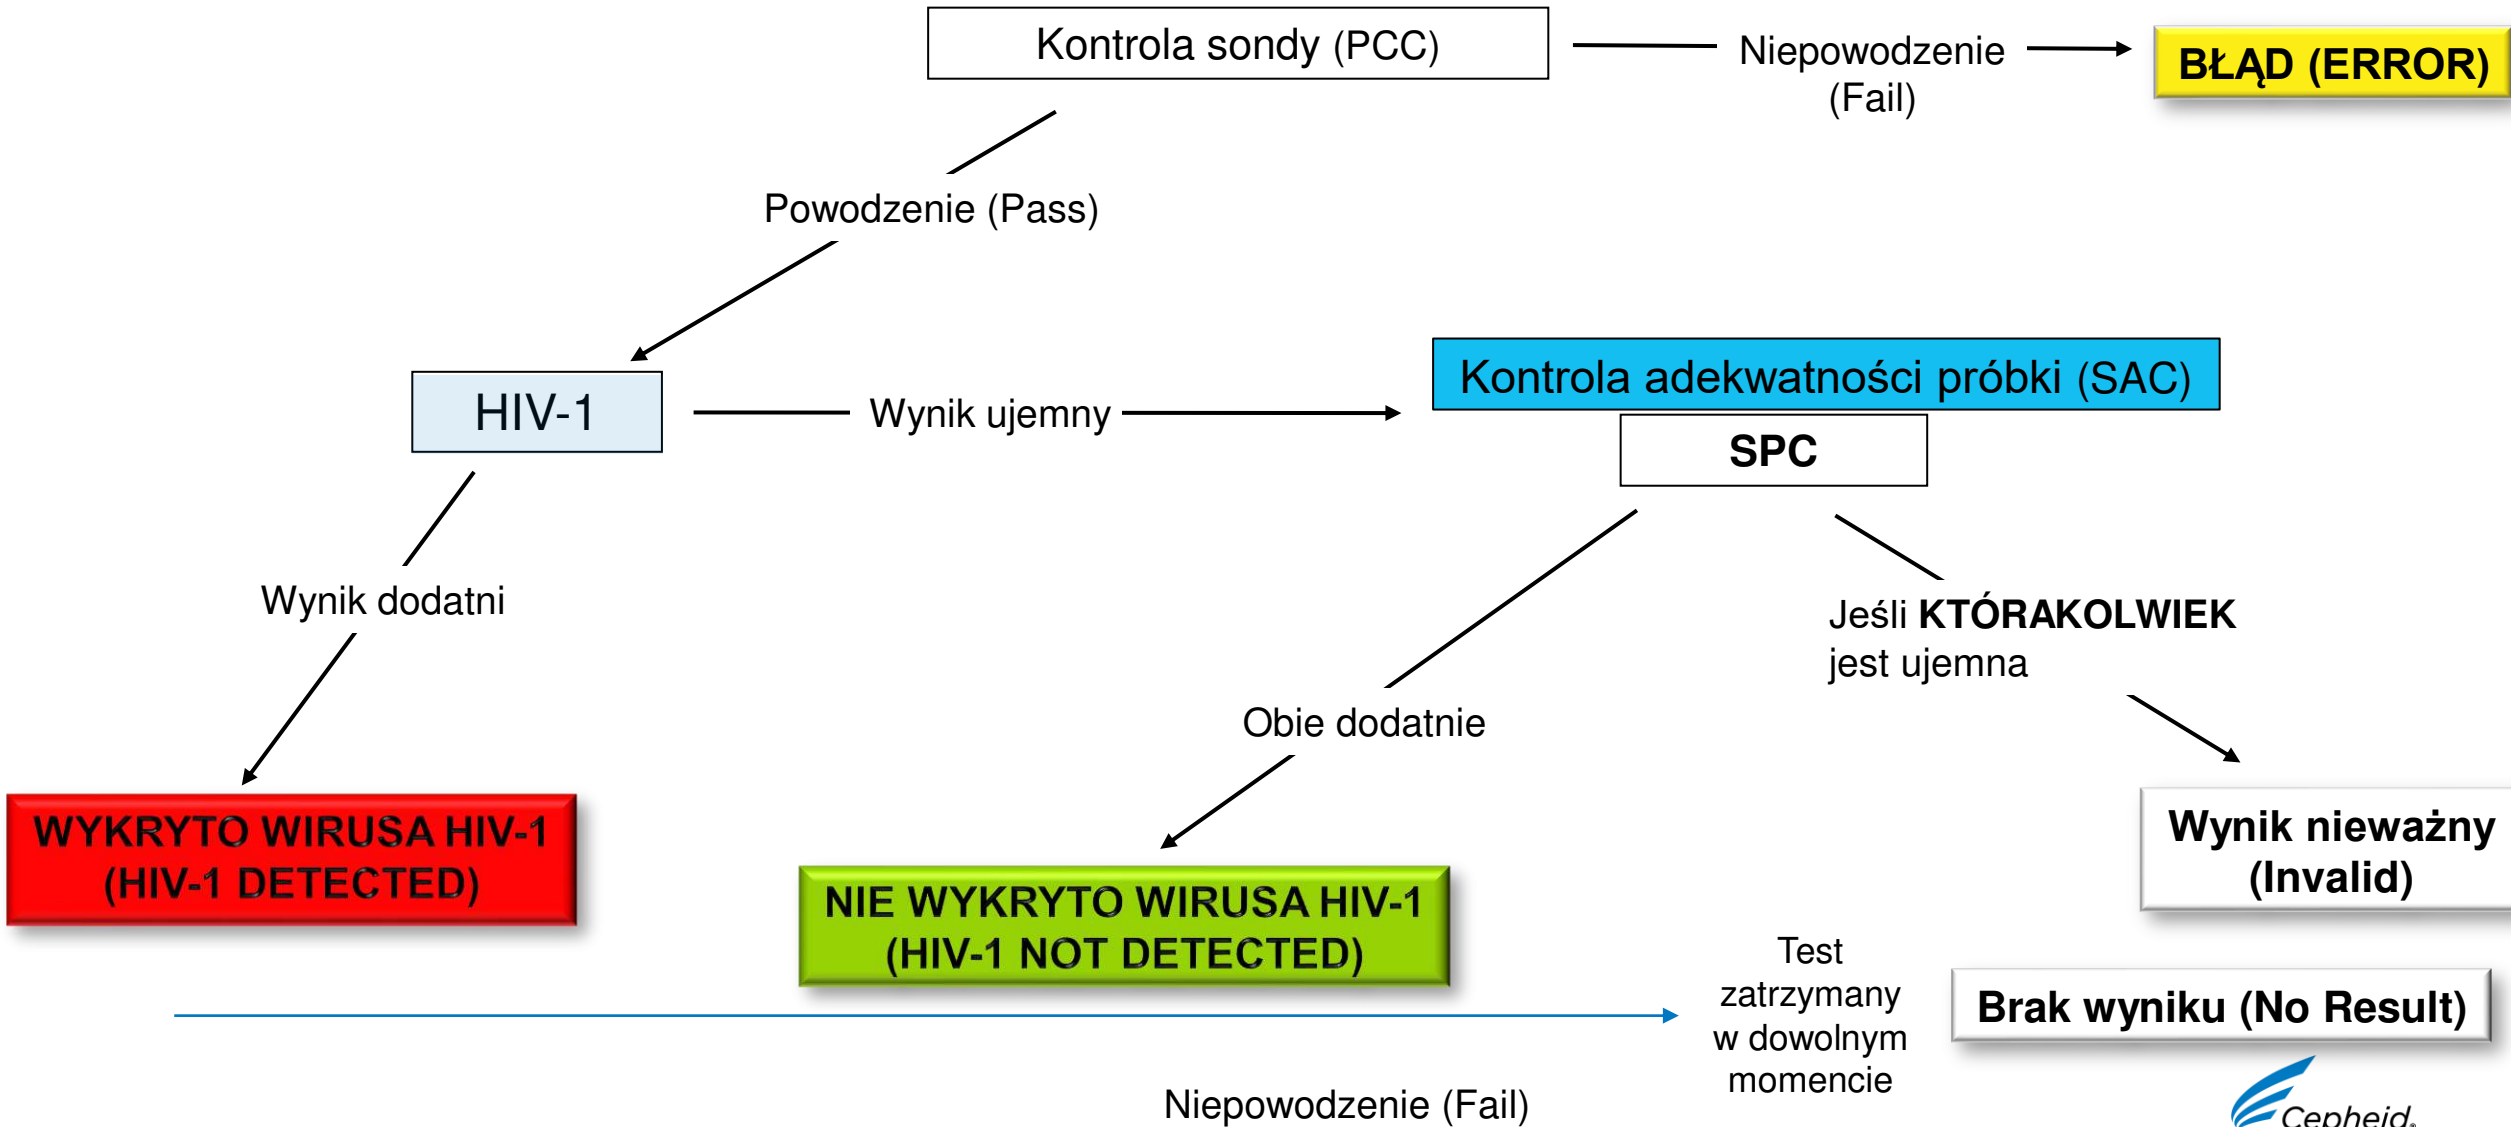 Kontrola sondy (PCC)
Niepowodzenie
(Fail)
BŁĄD (ERROR)
Powodzenie (Pass)
HIV-1
Wynik ujemny
Kontrola adekwatności próbki (SAC)
SPC
Wynik dodatni
Jeśli KTÓRAKOLWIEK
jest ujemna
Obie dodatnie
WYKRYTO WIRUSA HIV-1
(HIV-1 DETECTED)
NIE WYKRYTO WIRUSA HIV-1
(HIV-1 NOT DETECTED)
Wynik nieważny
(Invalid)
Test
zatrzymany
w dowolnym
momencie
Brak wyniku (No Result)
Niepowodzenie (Fail)
Cepheid.